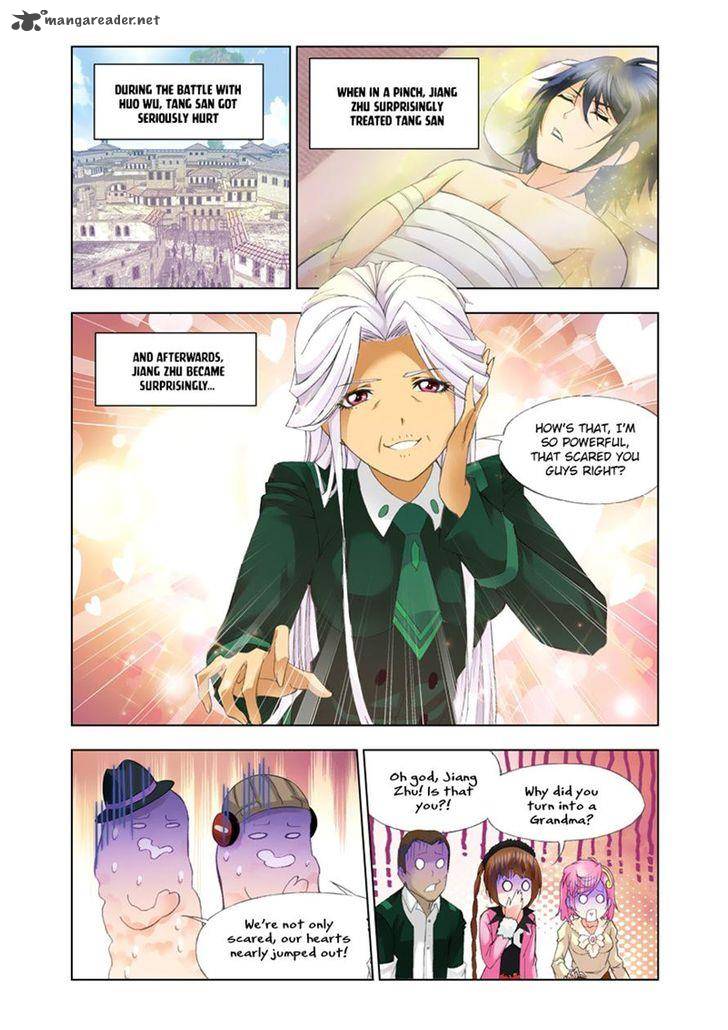 mangareader.net
DURING THE BATTLE WITH
HUO WU, TANG SAN GOT
SERIOUSLY HURT
WHEN IN A PINCH, JIANG
ZHU SURPRISINGLY
TREATED TANG SAN
AND AFTERWARDS,
JIANG ZHU BECAME
SURPRISINGLY...
HOW'S THAT, I'M
SO POWERFUL,
THAT SCARED YOU
GUYS RIGHT?
We're not only
scared, our hearts
nearly jumped out!
Oh god, Jiang
Zhu! Is that
you?!
Why did you
turn into a
Grandma?